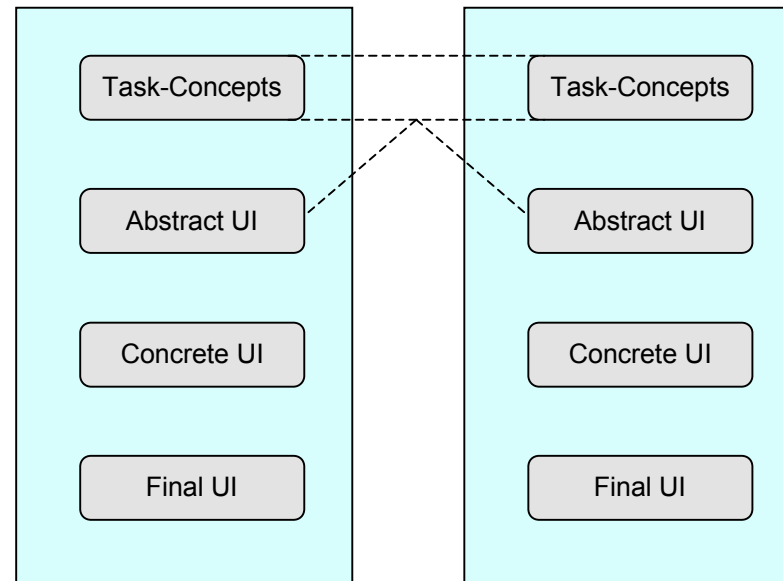 Task-Concepts
Abstract UI
Concrete UI
Final UI
Task-Concepts
Abstract UI
Concrete UI
Final UI